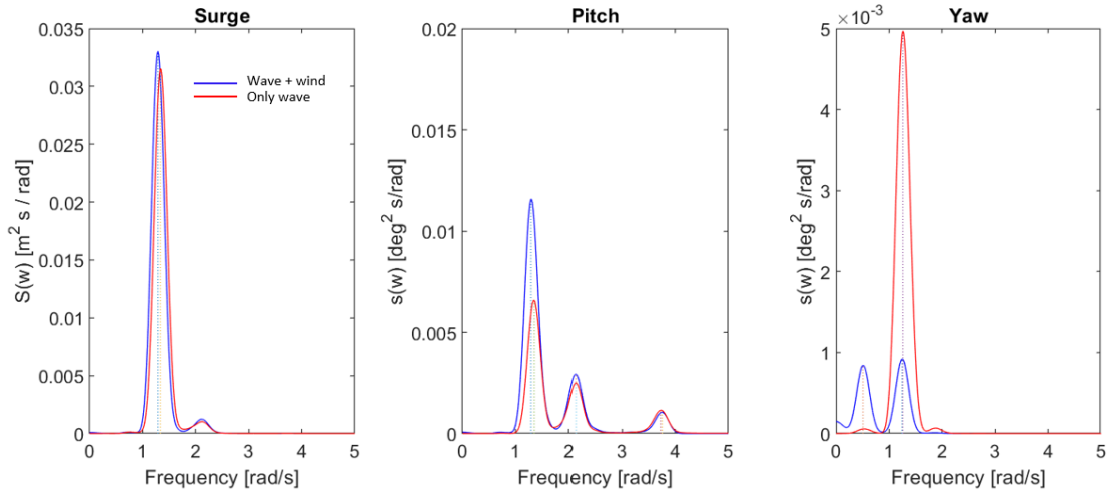 Surge
0.035
0.03
0.025
0.02
0.015
0.01
0.005
0
S(w) [m² s / rad]
Wave + wind
Only wave
0 1 2 3 4 5
Frequency [rad/s]
Pitch
0.02
0.015
0.01
0.005
0
s(w) [deg² s/rad]
0 1 2 3 4 5
Frequency [rad/s]
×10⁻³
Yaw
5
4
3
2
1
0
s(w) [deg² s/rad]
0 1 2 3 4 5
Frequency [rad/s]